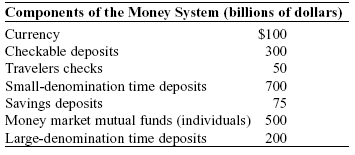 Components of the Money System (billions of dollars)
Currency $100
Checkable deposits 300
Travelers checks 50
Small-denomination time deposits 700
Savings deposits 75
Money market mutual funds (individuals) 500
Large-denomination time deposits 200